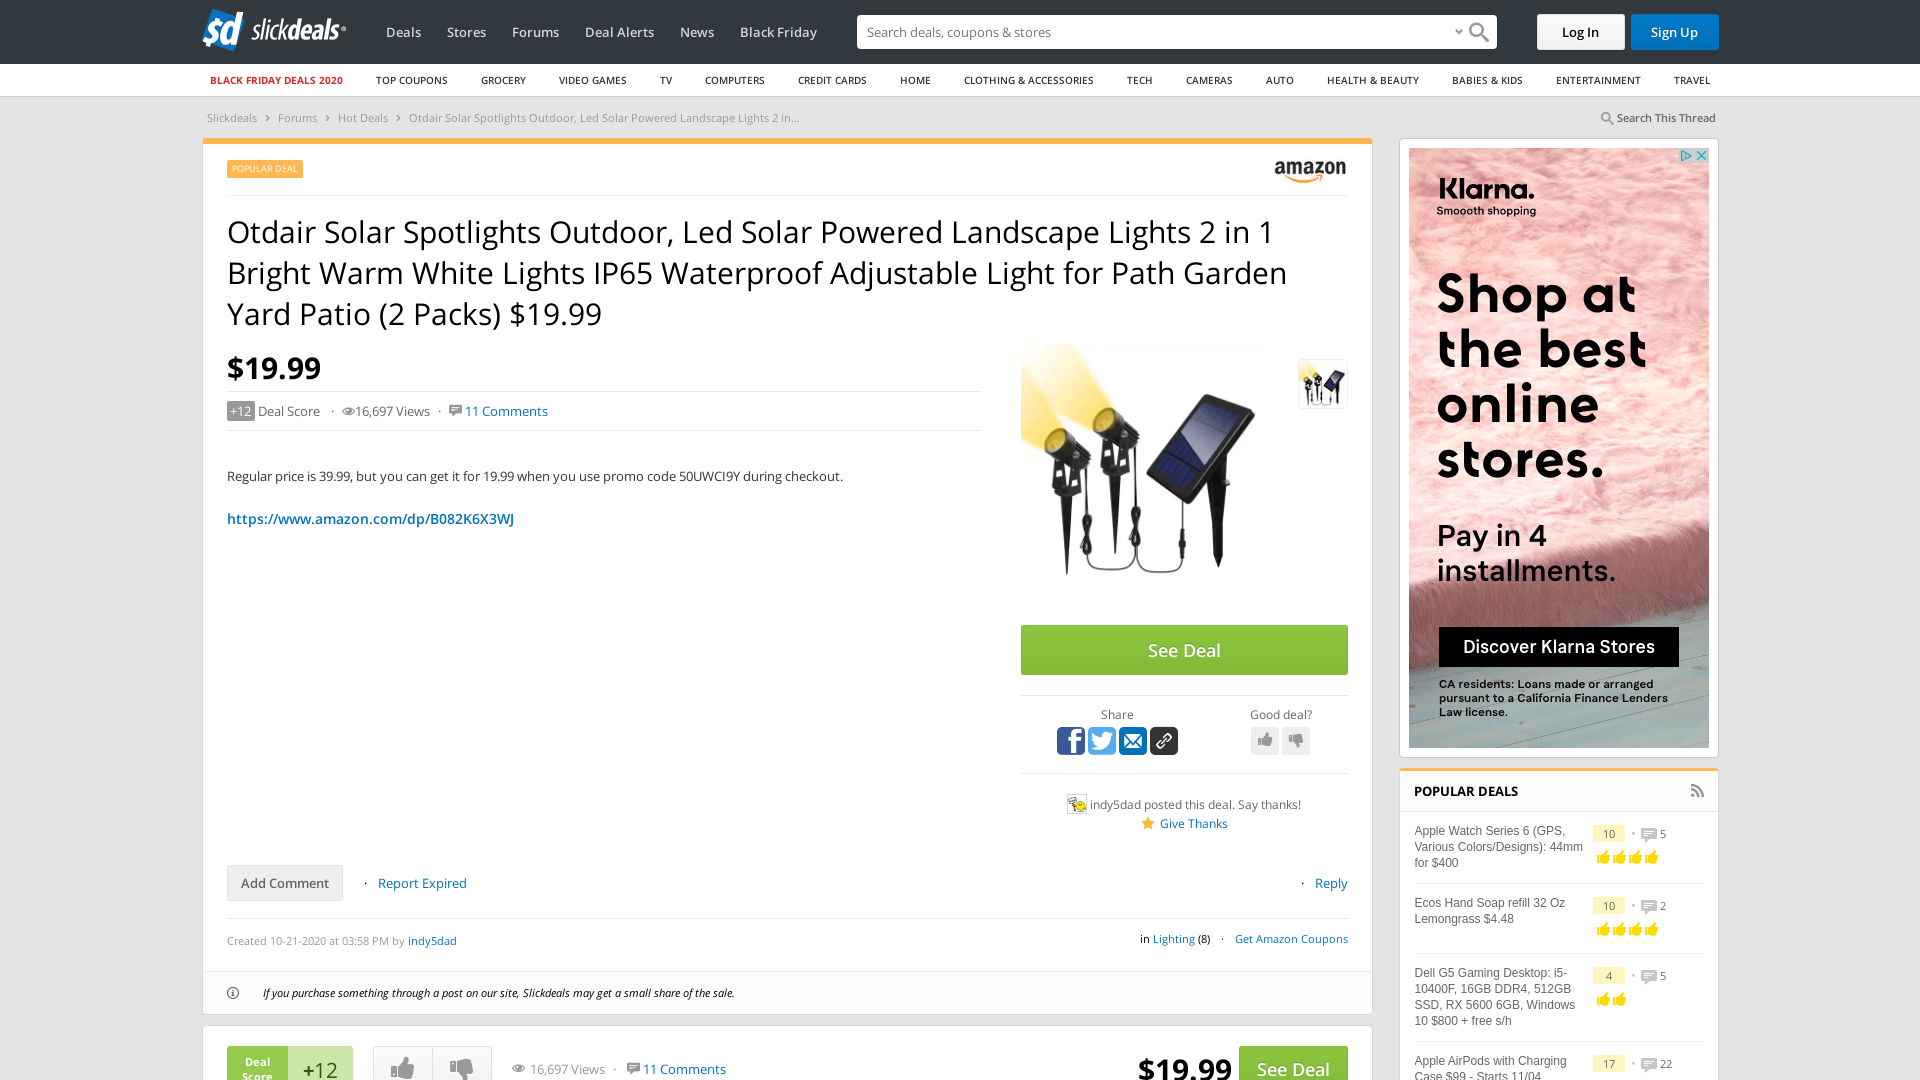 slickdeals
Deals
Stores
Forums
Deal Alerts
News
Black Friday
Search deals, coupons & stores
Log In
Sign Up
BLACK FRIDAY DEALS 2020
TOP COUPONS
GROCERY
VIDEO GAMES
TV
COMPUTERS
CREDIT CARDS
HOME
CLOTHING & ACCESSORIES
TECH
CAMERAS
AUTO
HEALTH & BEAUTY
BABIES & KIDS
ENTERTAINMENT
TRAVEL
Slickdeals › Forums › Hot Deals › Otdair Solar Spotlights Outdoor, Led Solar Powered Landscape Lights 2 in...
Search This Thread
POPULAR DEAL
amazon
Otdair Solar Spotlights Outdoor, Led Solar Powered Landscape Lights 2 in 1
Bright Warm White Lights IP65 Waterproof Adjustable Light for Path Garden
Yard Patio (2 Packs) $19.99
$19.99
+12 Deal Score · 16,697 Views · 11 Comments
Regular price is 39.99, but you can get it for 19.99 when you use promo code 50UWCI9Y during checkout.
https://www.amazon.com/dp/B082K6X3WJ
See Deal
Share
Good deal?
indy5dad posted this deal. Say thanks!
Give Thanks
Add Comment
· Report Expired
· Reply
Created 10-21-2020 at 03:58 PM by indy5dad
in Lighting (8) · Get Amazon Coupons
If you purchase something through a post on our site, Slickdeals may get a small share of the sale.
Deal
Score
+12
16,697 Views · 11 Comments
$19.99
See Deal
Klarna.
Smoooth shopping
Shop at
the best
online
stores.
Pay in 4
installments.
Discover Klarna Stores
CA residents: Loans made or arranged
pursuant to a California Finance Lenders
Law license.
POPULAR DEALS
Apple Watch Series 6 (GPS,
Various Colors/Designs): 44mm
for $400
10 • 5
Ecos Hand Soap refill 32 Oz
Lemongrass $4.48
10 • 2
Dell G5 Gaming Desktop: i5-
10400F, 16GB DDR4, 512GB
SSD, RX 5600 6GB, Windows
10 $800 + free s/h
4 • 5
Apple AirPods with Charging
Case $99 - Starts 11/04
17 • 22